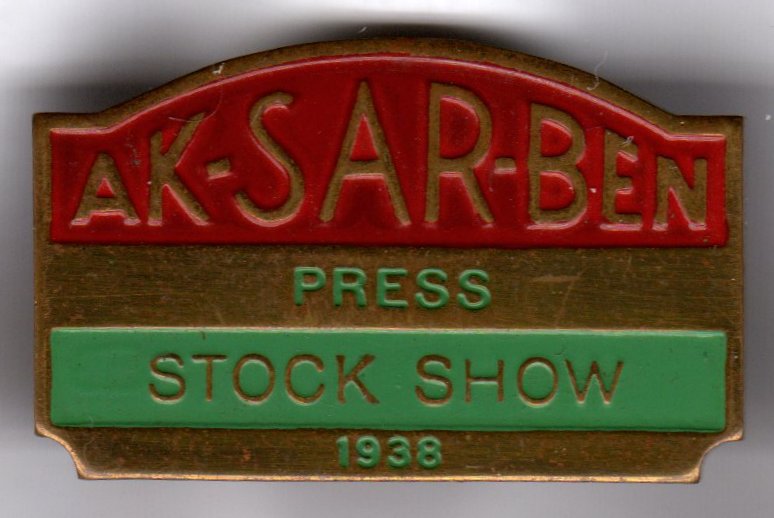 AK-SAR-BEN
PRESS
STOCK SHOW
1938